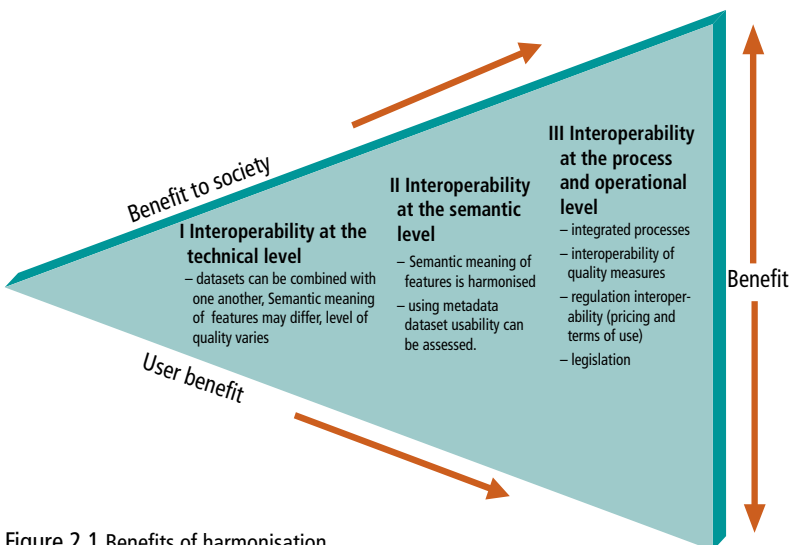 Benefit to society
I Interoperability at the
technical level
– datasets can be combined with
one another, Semantic meaning
of features may differ, level of
quality varies
II Interoperability
at the semantic
level
– Semantic meaning of
features is harmonised
– using metadata
dataset usability can
be assessed.
III Interoperability
at the process
and operational
level
– integrated processes
– interoperability of
quality measures
– regulation interoper-
ability (pricing and
terms of use)
– legislation
Benefit
User benefit
Figure 2.1 Benefits of harmonisation